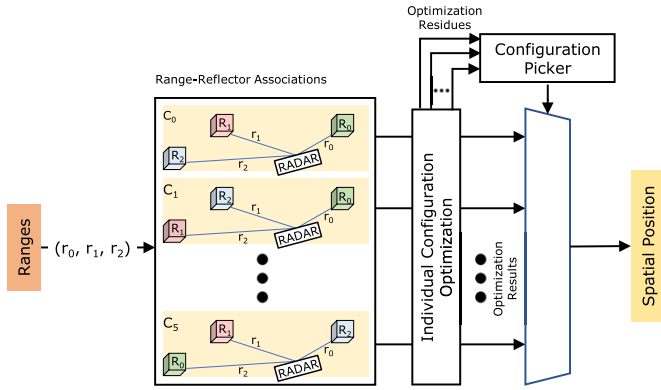 Optimization
Residues
Configuration
Picker
Range-Reflector Associations
C0
R1
R0
r1
r0
R2
r2
RADAR
C1
R2
R0
r1
r0
R1
r2
RADAR
Ranges
(r0, r1, r2)
Individual Configuration
Optimization
Optimization
Results
Spatial Position
C5
R1
R2
r1
r0
R0
r2
RADAR